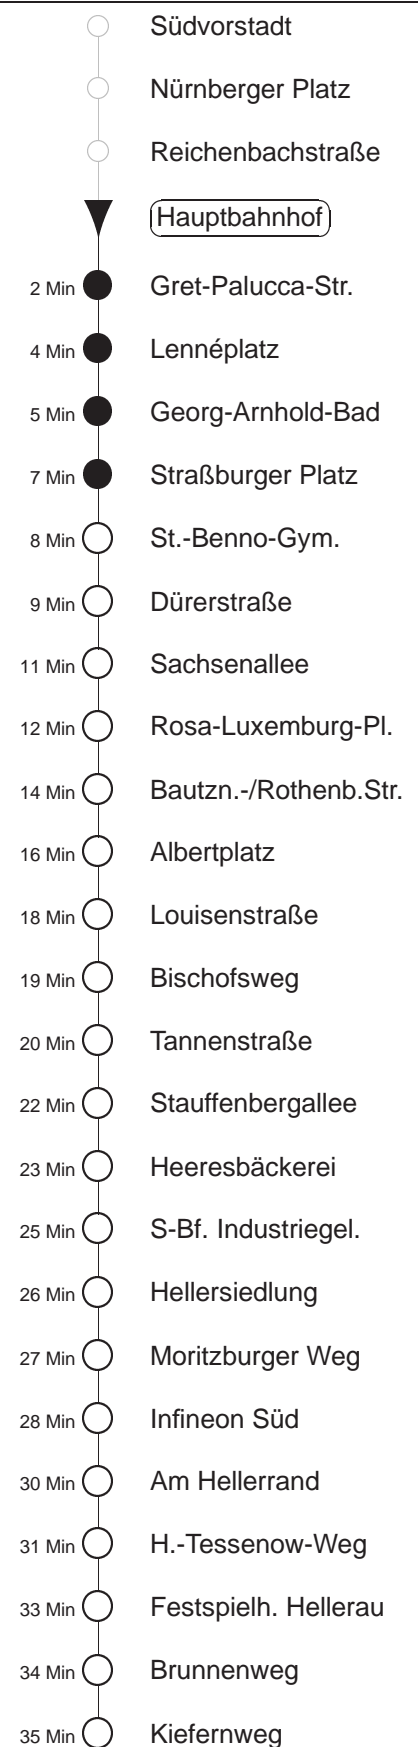 Südvorstadt
Nürnberger Platz
Reichenbachstraße
Hauptbahnhof
2 Min Gret-Palucca-Str.
4 Min Lennéplatz
5 Min Georg-Arnhold-Bad
7 Min Straßburger Platz
8 Min St.-Benno-Gym.
9 Min Dürerstraße
11 Min Sachsenallee
12 Min Rosa-Luxemburg-Pl.
14 Min Bautzn.-/Rothenb.Str.
16 Min Albertplatz
18 Min Louisenstraße
19 Min Bischofsweg
20 Min Tannenstraße
22 Min Stauffenbergallee
23 Min Heeresbäckerei
25 Min S-Bf. Industriegel.
26 Min Hellersiedlung
27 Min Moritzburger Weg
28 Min Infineon Süd
30 Min Am Hellerrand
31 Min H.-Tessenow-Weg
33 Min Festspielh. Hellerau
34 Min Brunnenweg
35 Min Kiefernweg